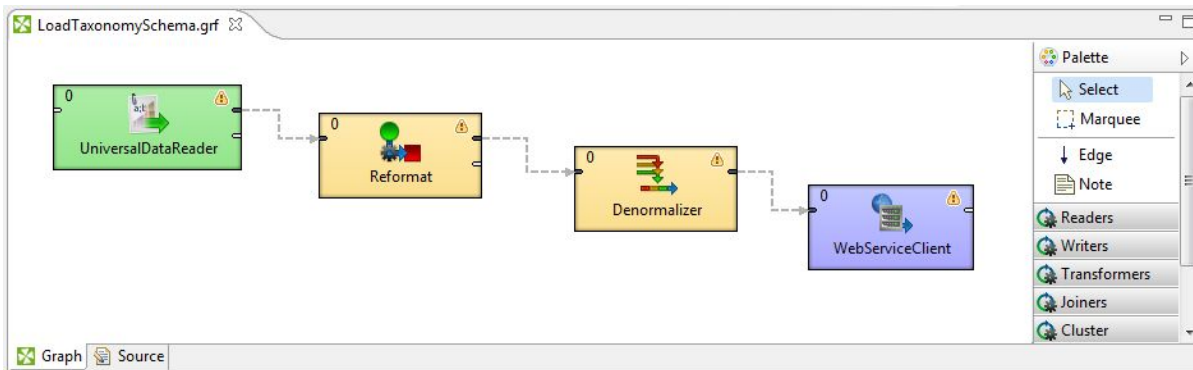 LoadTaxonomySchema.grf
Palette
Select
Marquee
Edge
Note
Readers
Writers
Transformers
Joiners
Cluster
0
a;b
UniversalDataReader
0
Reformat
0
Denormalizer
0
WebServiceClient
Graph
Source